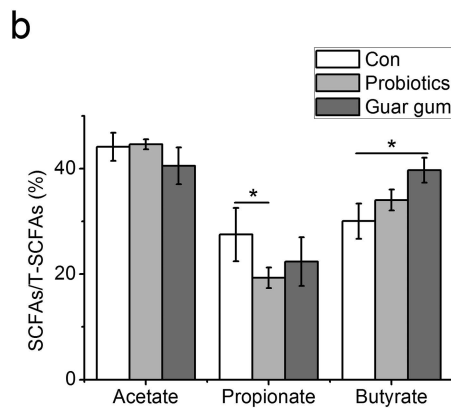 b
Con
Probiotics
Guar gum
SCFAs/T-SCFAs (%)
40
20
0
*
*
Acetate Propionate Butyrate